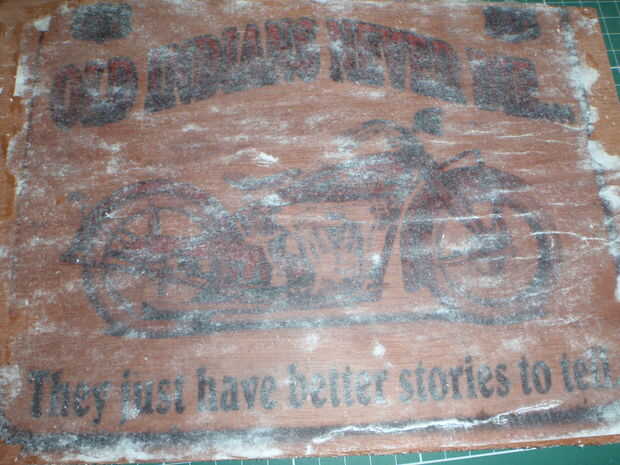 OLD INDIANS NEVER DIE...
They just have better stories to tell.